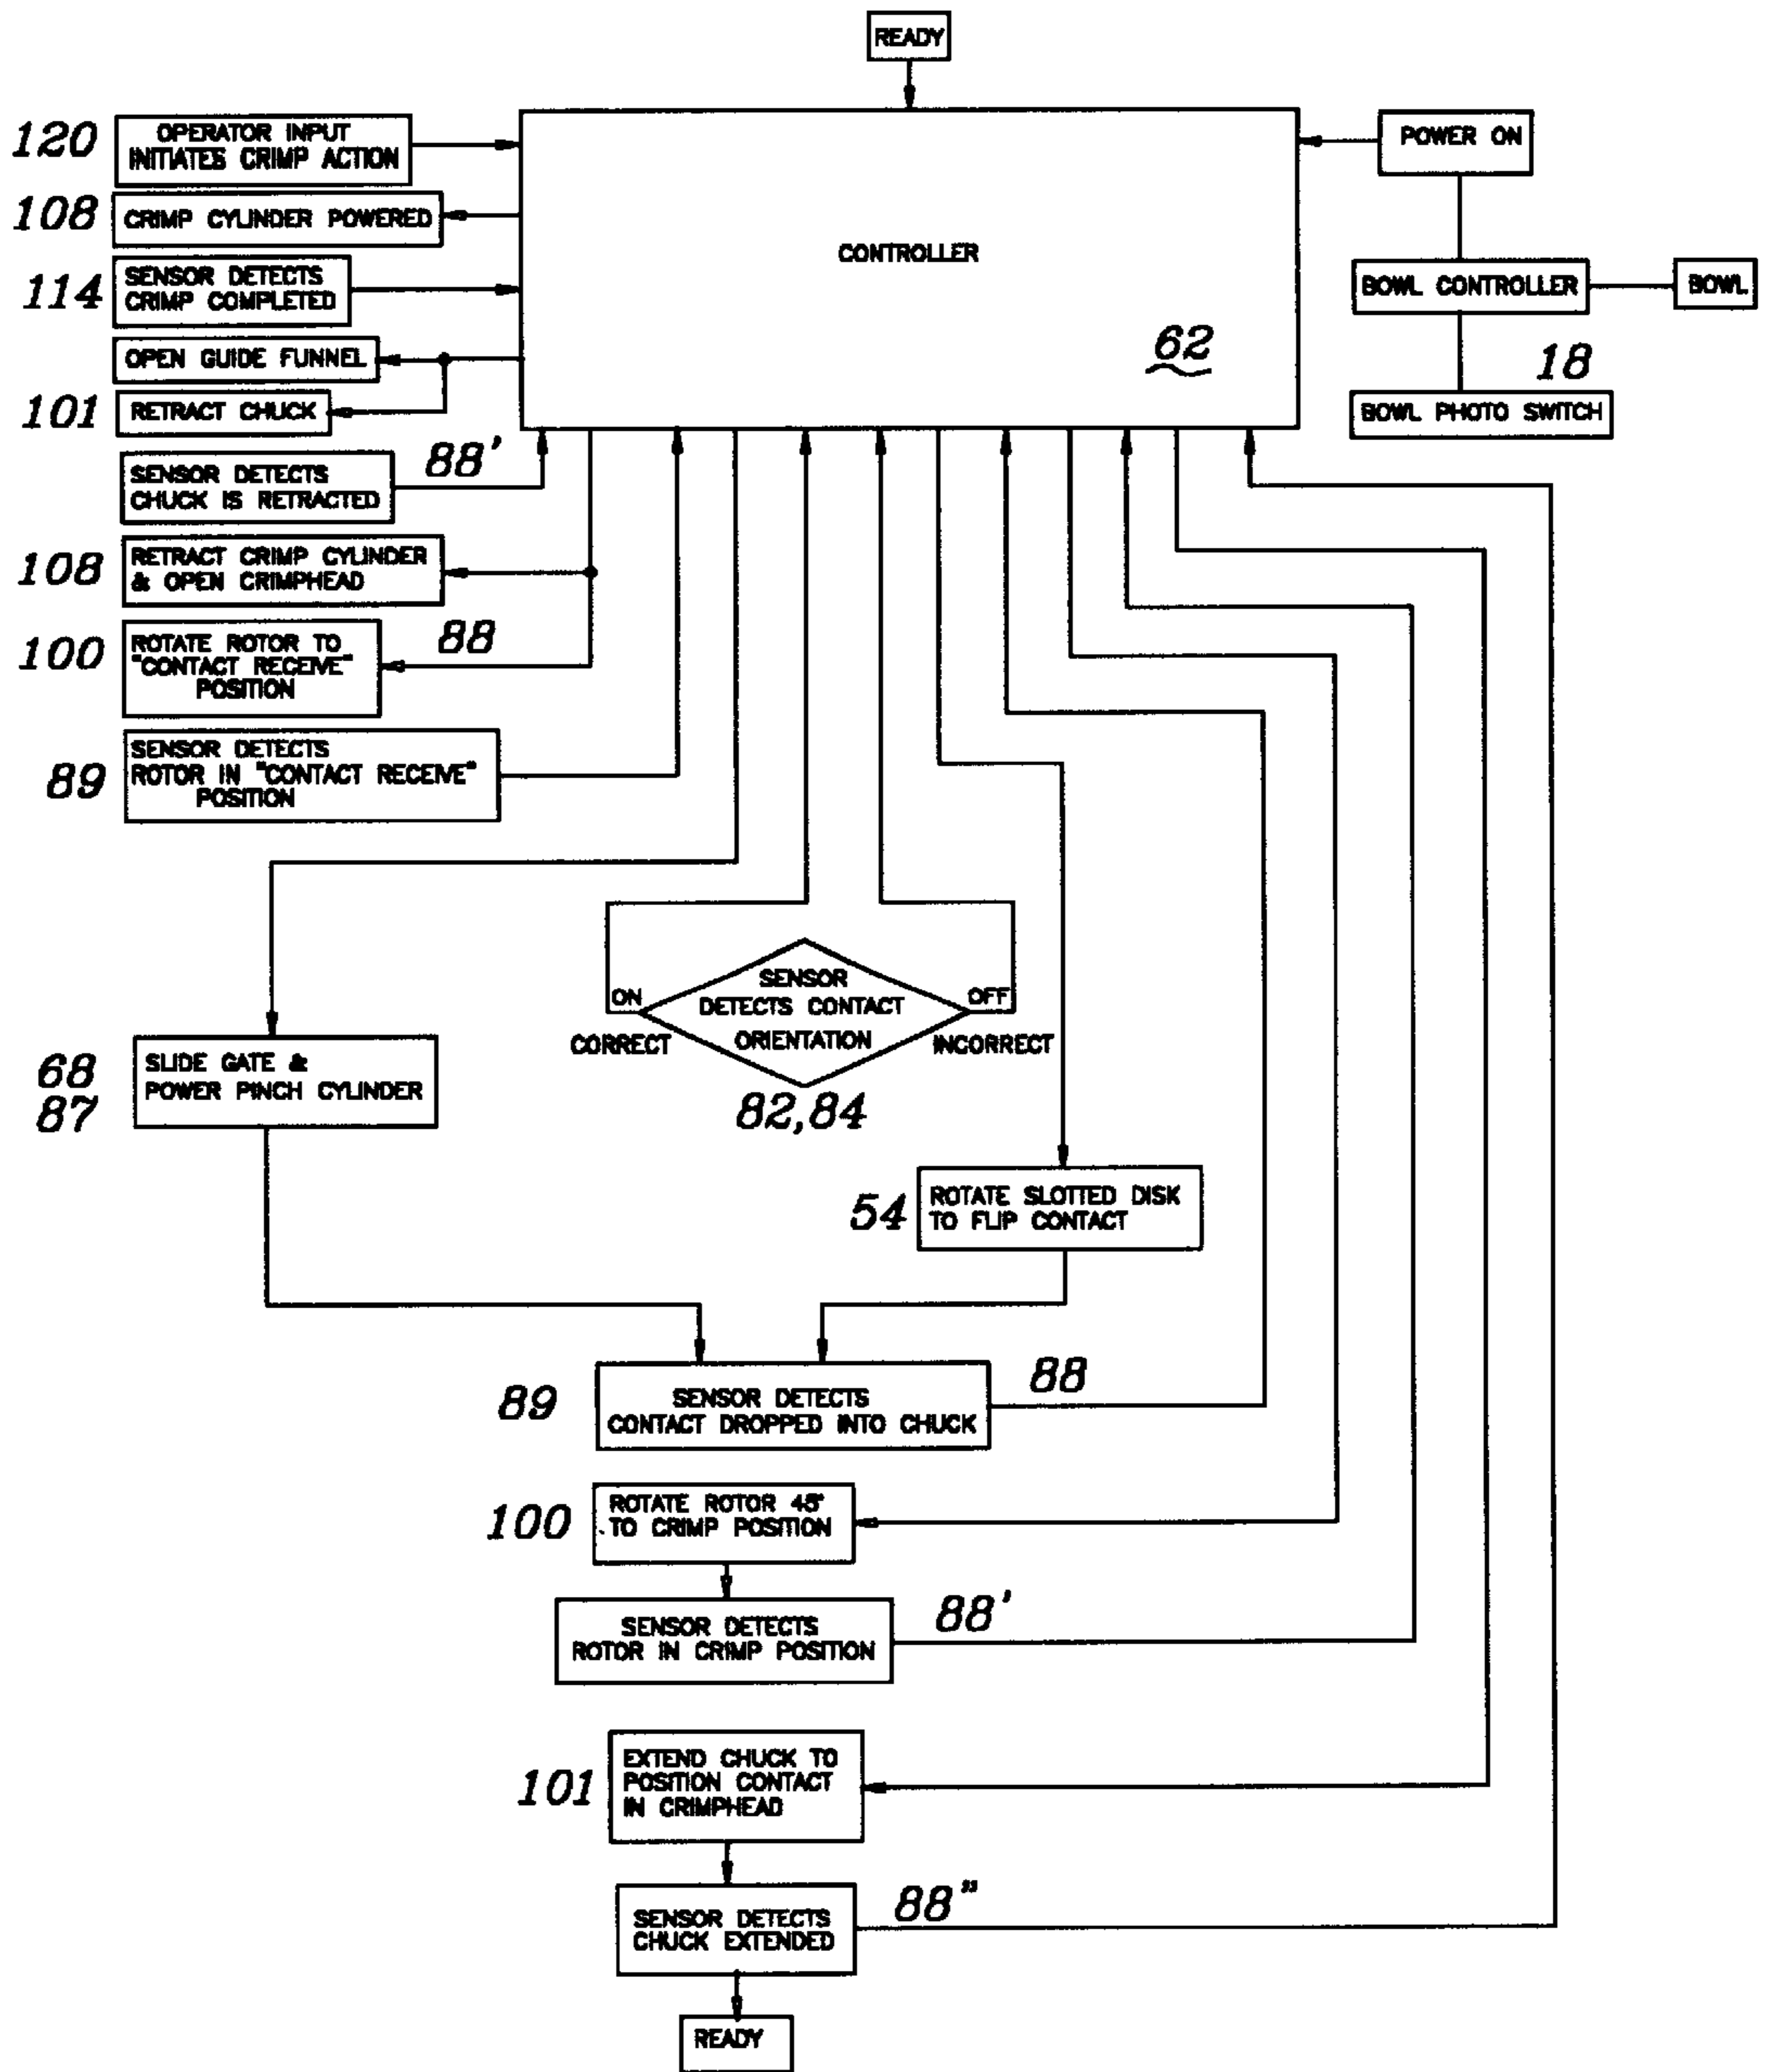 READY
120
OPERATOR INPUT
INITIATES CRIMP ACTION
POWER ON
108
CRIMP CYLINDER POWERED
CONTROLLER
62
114
SENSOR DETECTS
CRIMP COMPLETED
BOWL CONTROLLER
BOWL
OPEN GUIDE FUNNEL
18
BOWL PHOTO SWITCH
101
RETRACT CHUCK
88'
SENSOR DETECTS
CHUCK IS RETRACTED
108
RETRACT CRIMP CYLINDER
& OPEN CRIMPHEAD
88
100
ROTATE ROTOR TO
"CONTACT RECEIVE"
POSITION
89
SENSOR DETECTS
ROTOR IN "CONTACT RECEIVE"
POSITION
ON
CORRECT
SENSOR
DETECTS CONTACT
ORIENTATION
OFF
INCORRECT
82,84
68
87
SLIDE GATE &
POWER PINCH CYLINDER
54
ROTATE SLOTTED DISK
TO FLIP CONTACT
89
SENSOR DETECTS
CONTACT DROPPED INTO CHUCK
88
100
ROTATE ROTOR 45°
TO CRIMP POSITION
SENSOR DETECTS
ROTOR IN CRIMP POSITION
88'
101
EXTEND CHUCK TO
POSITION CONTACT
IN CRIMPHEAD
SENSOR DETECTS
CHUCK EXTENDED
88"
READY